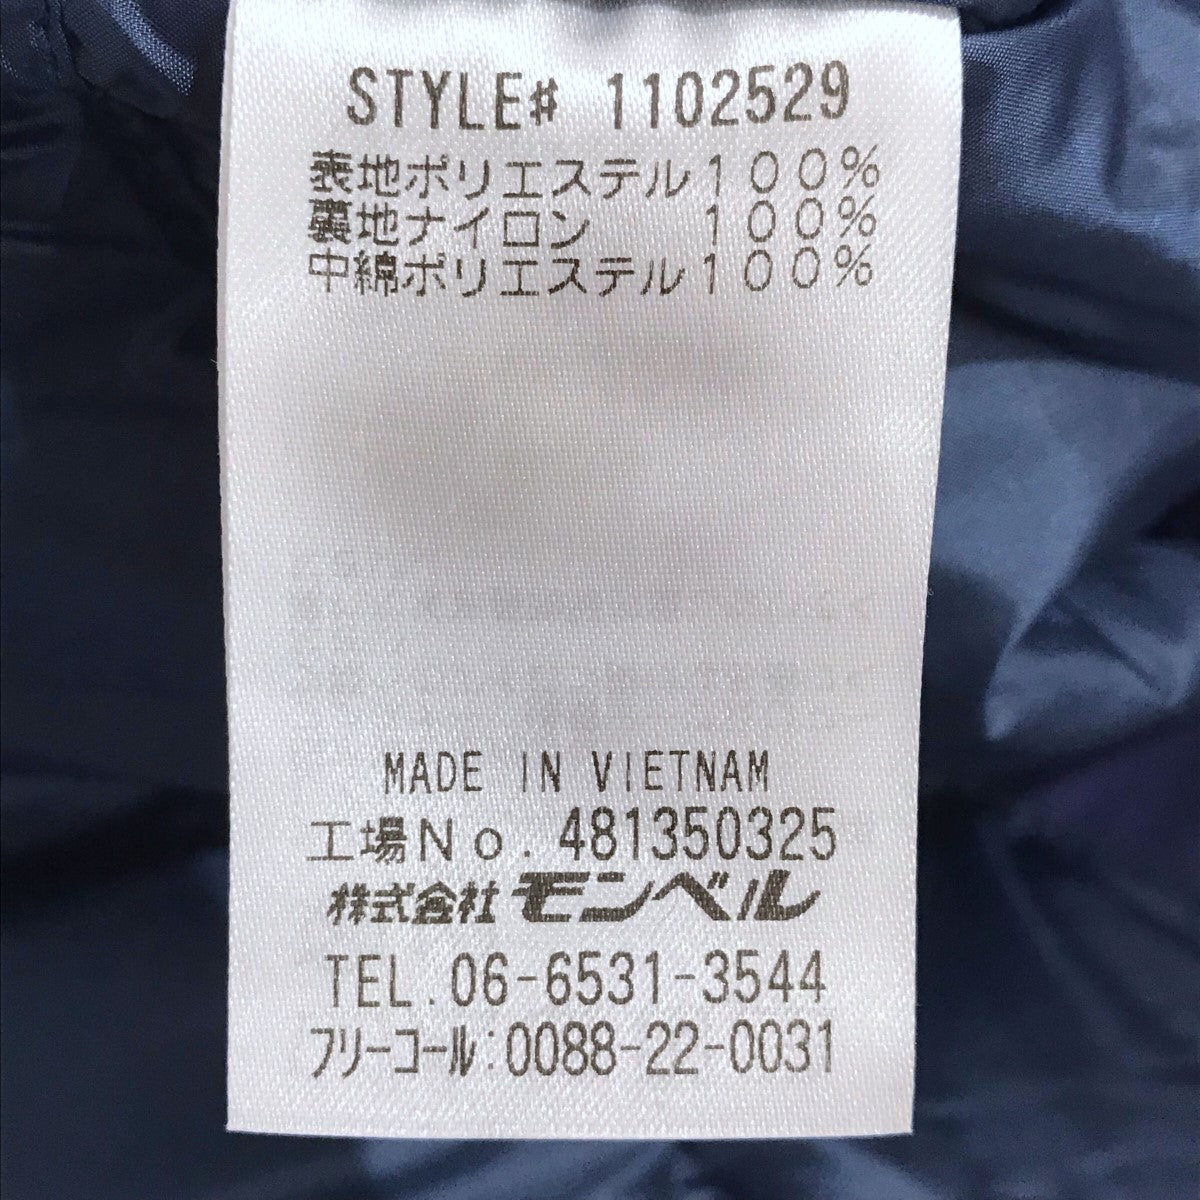 STYLE# 1102529
表地ポリエステル１００％
裏地ナイロン　　１００％
中綿ポリエステル１００％
MADE IN VIETNAM
工場Ｎｏ．481350325
株式会社モンベル
TEL.06-6531-3544
フリーコール:0088-22-0031